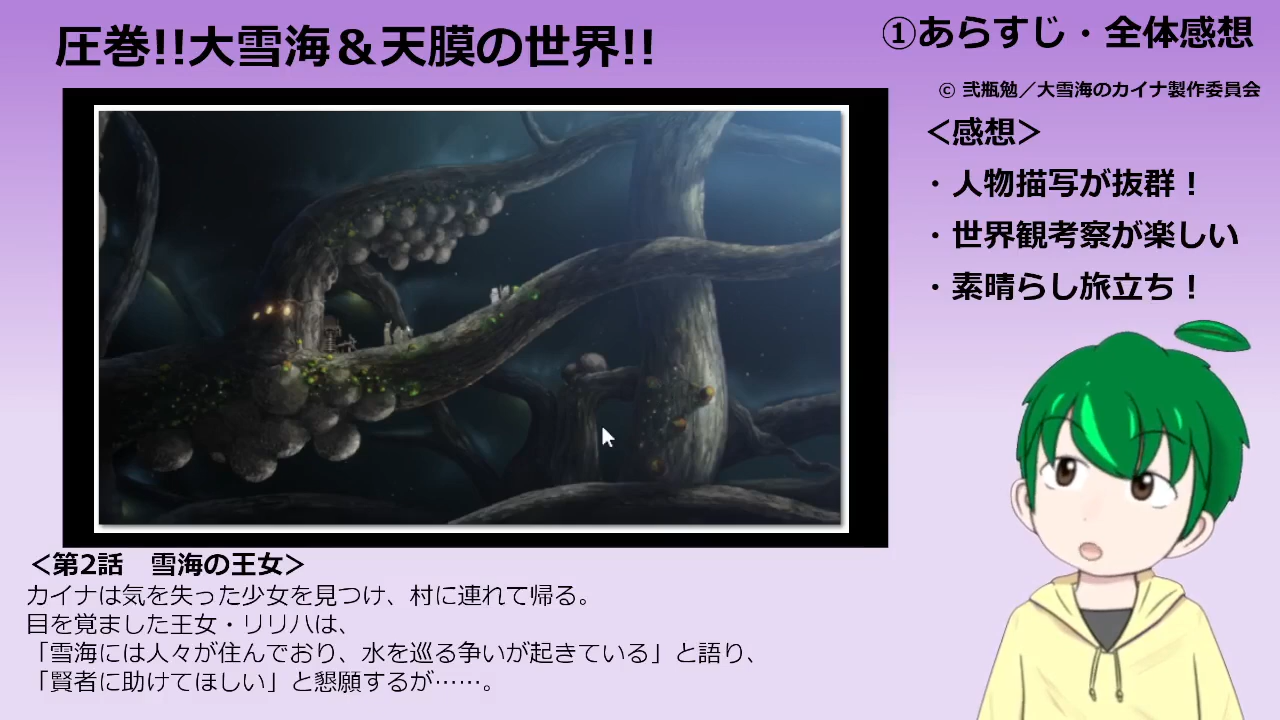 圧巻!!大雪海＆天膜の世界!!
①あらすじ・全体感想
© 弐瓶勉／大雪海のカイナ製作委員会
＜感想＞
・人物描写が抜群！
・世界観考察が楽しい
・素晴らし旅立ち！
＜第2話　雪海の王女＞
カイナは気を失った少女を見つけ、村に連れて帰る。
目を覚ました王女・リリハは、
「雪海には人々が住んでおり、水を巡る争いが起きている」と語り、
「賢者に助けてほしい」と懇願するが……。